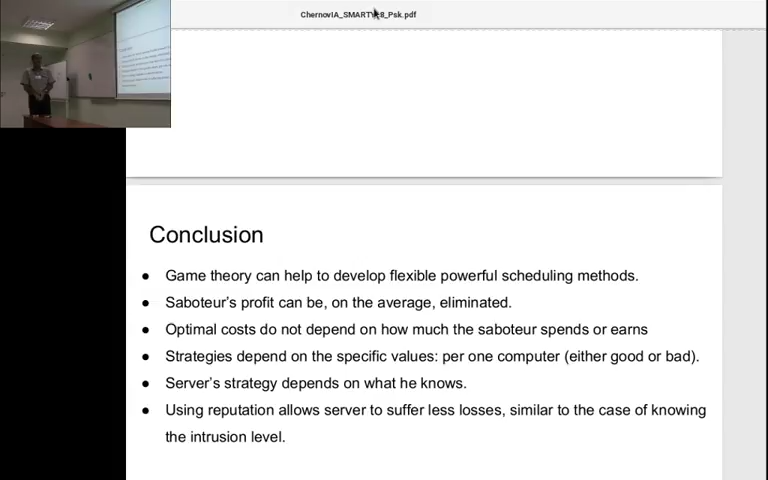 Conclusion
● Game theory can help to develop flexible powerful scheduling methods.
● Saboteur's profit can be, on the average, eliminated.
● Optimal costs do not depend on how much the saboteur spends or earns
● Strategies depend on the specific values: per one computer (either good or bad).
● Server's strategy depends on what he knows.
● Using reputation allows server to suffer less losses, similar to the case of knowing
the intrusion level.